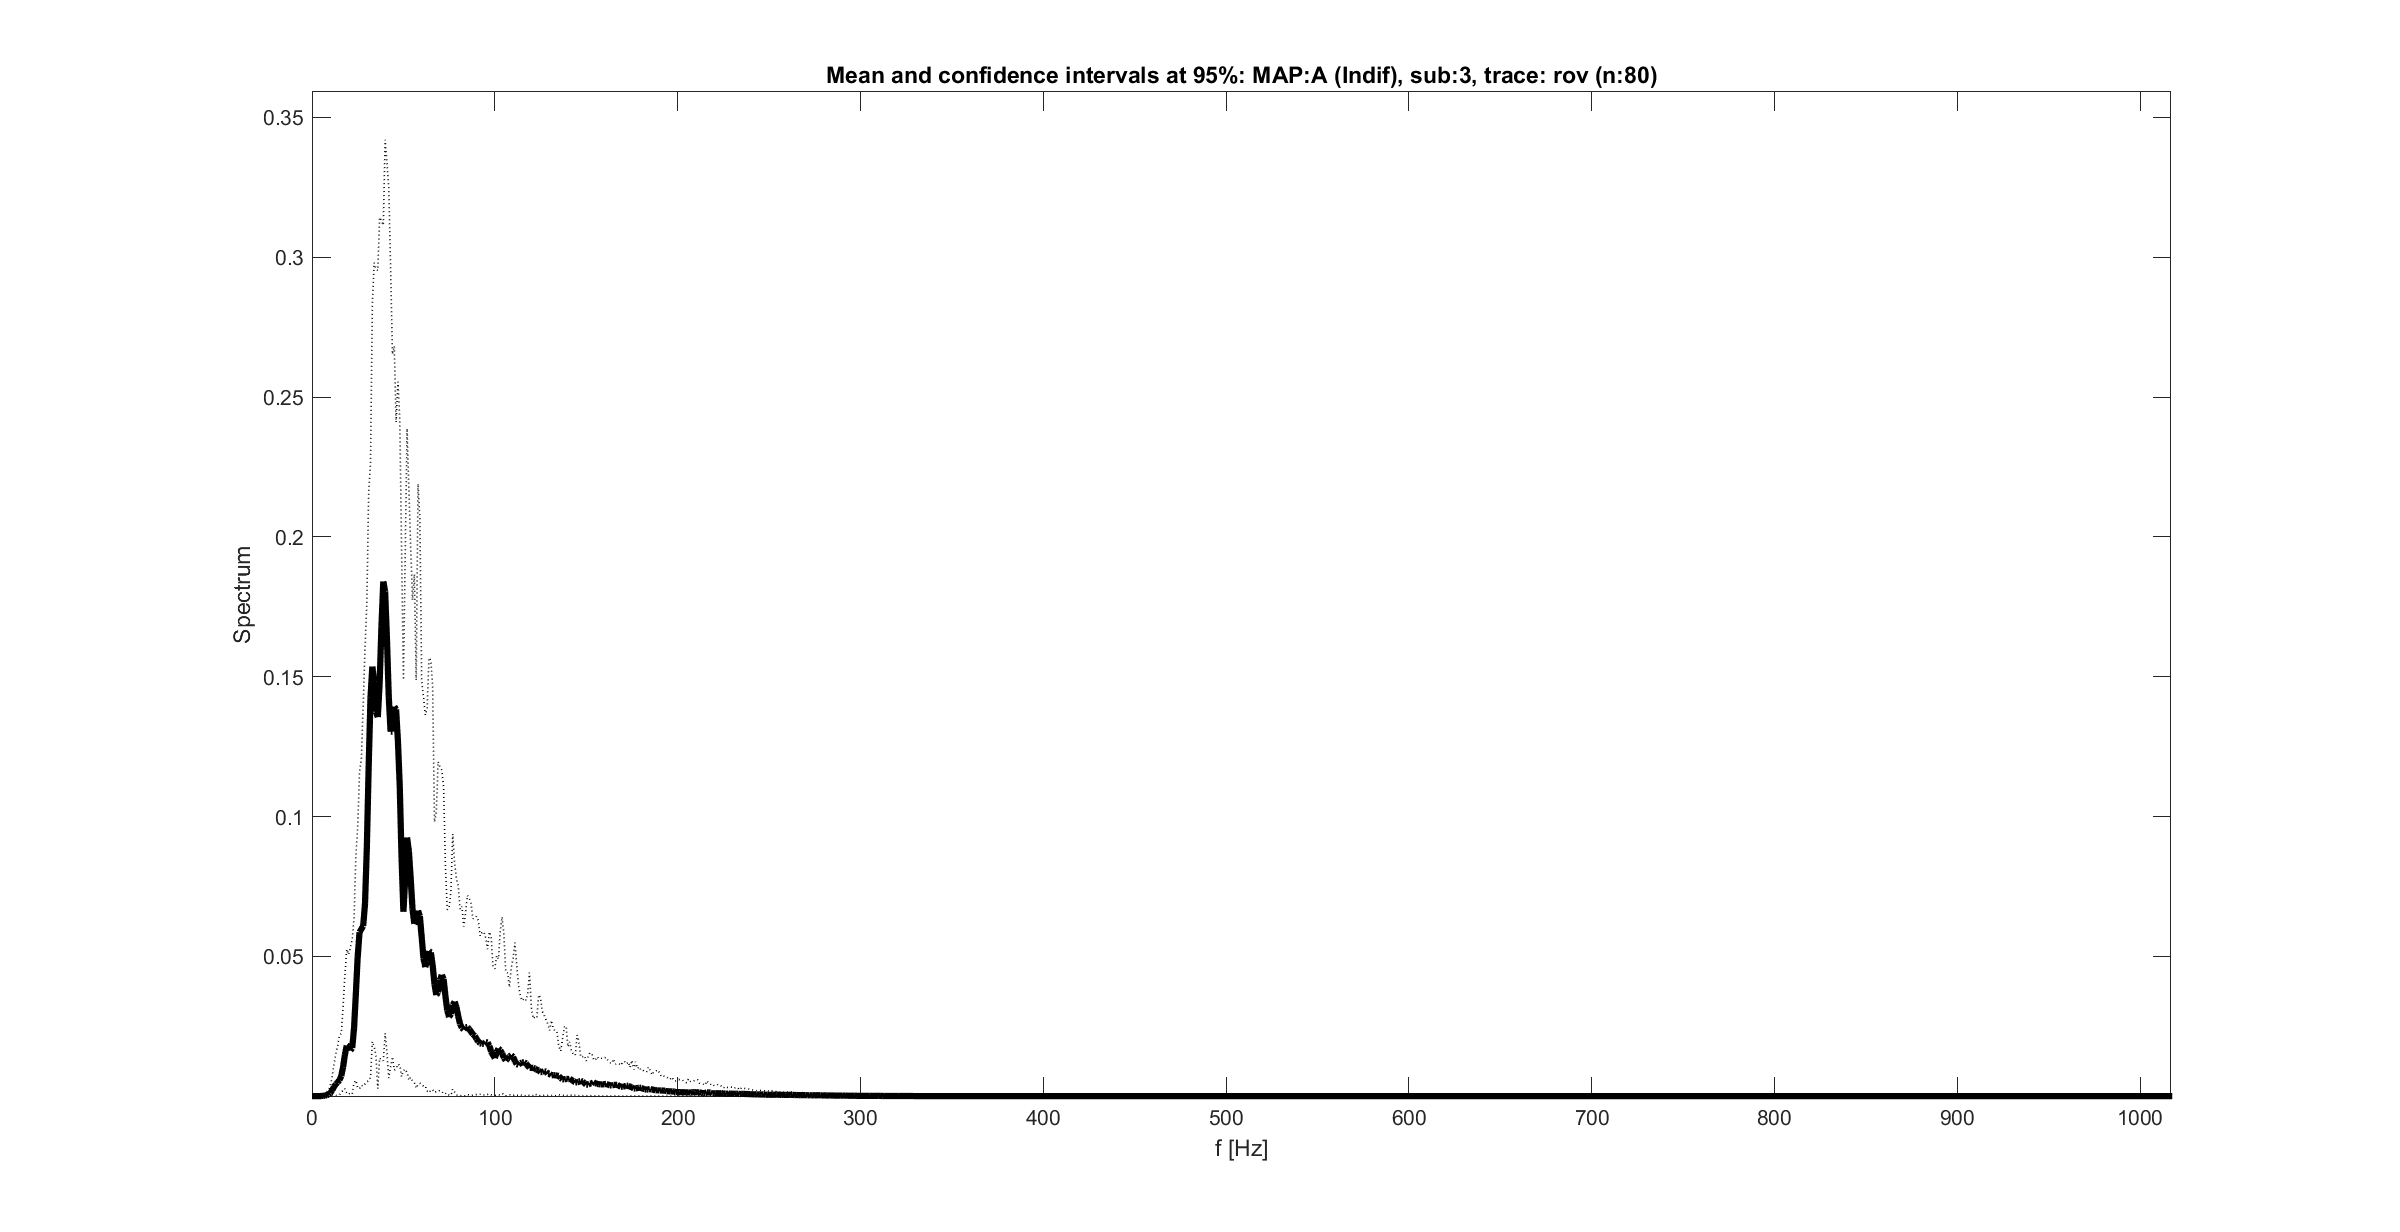 Mean and confidence intervals at 95%: MAP:A (Indif), sub:3, trace: rov (n:80)
0.35
0.3
0.25
0.2
0.15
0.1
0.05
Spectrum
0 100 200 300 400 500 600 700 800 900 1000
f [Hz]